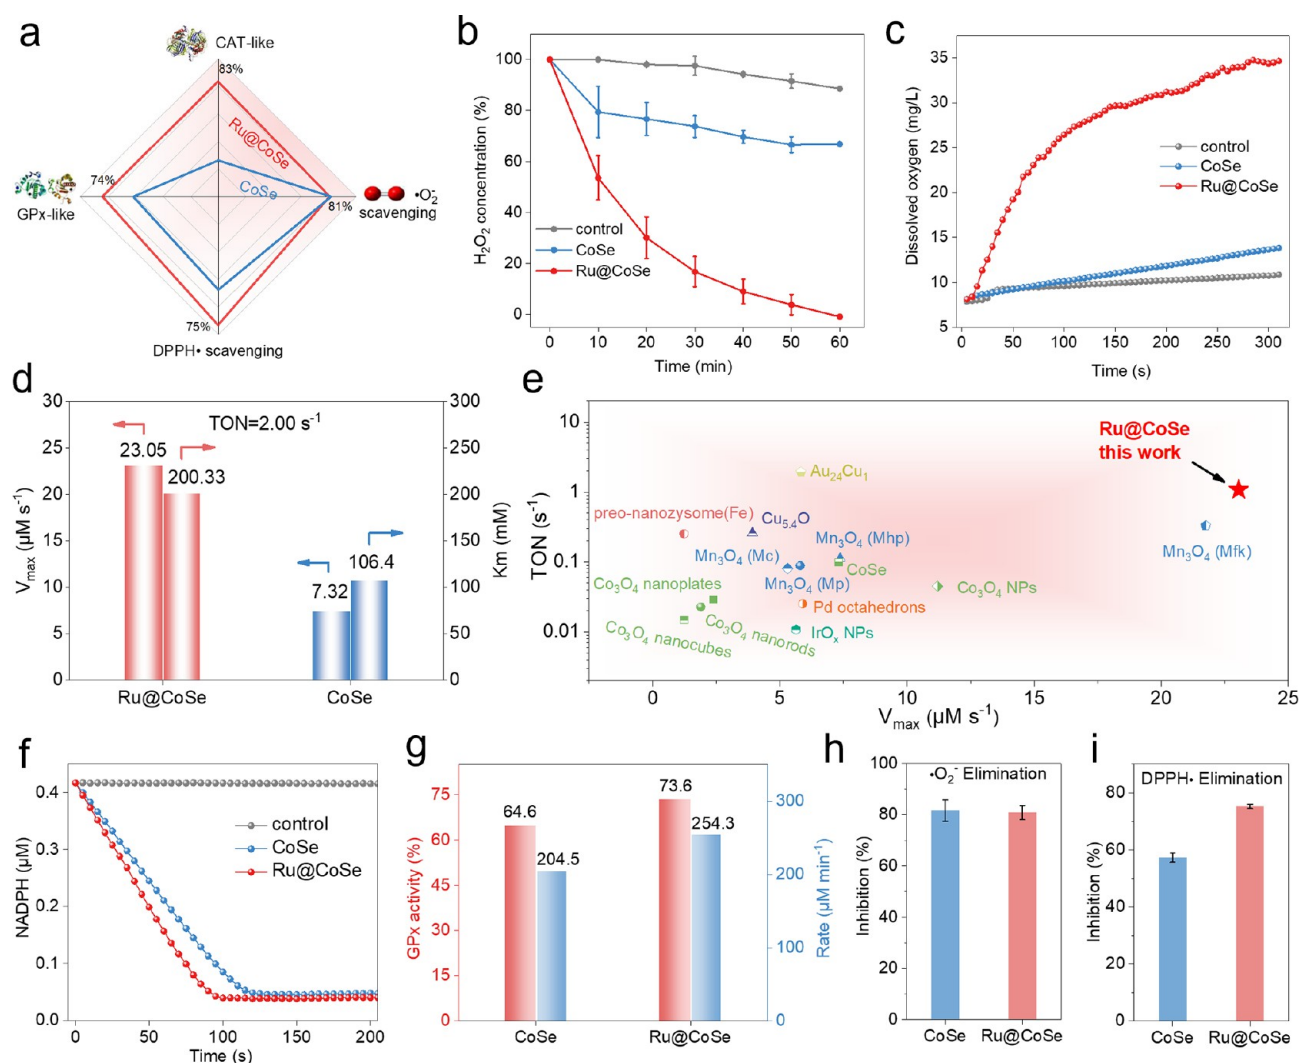 a
CAT-like
83%
Ru@CoSe
CoSe
74%
GPx-like
•O₂⁻
81%
scavenging
75%
DPPH• scavenging
b
H₂O₂ concentration (%)
100
80
60
40
20
0
control
CoSe
Ru@CoSe
0 10 20 30 40 50 60
Time (min)
c
Dissolved oxygen (mg/L)
35
30
25
20
15
10
5
control
CoSe
Ru@CoSe
0 50 100 150 200 250 300
Time (s)
d
Vmax (μM s⁻¹)
30
25
20
15
10
5
0
TON=2.00 s⁻¹
23.05
200.33
7.32
106.4
300
250
200
150
100
50
0
Km (mM)
Ru@CoSe CoSe
e
TON (s⁻¹)
10
1
0.1
0.01
Ru@CoSe
this work
Au₂₄Cu₁
preo-nanozysome(Fe)
Cu₅.₄O
Mn₃O₄ (Mhp)
Mn₃O₄ (Mfk)
Mn₃O₄ (Mc)
CoSe
Mn₃O₄ (Mp)
Co₃O₄ nanoplates
Co₃O₄ NPs
Pd octahedrons
Co₃O₄ nanorods
Co₃O₄ nanocubes
IrOₓ NPs
0 5 10 15 20 25
Vmax (μM s⁻¹)
f
NADPH (μM)
0.4
0.3
0.2
0.1
0.0
control
CoSe
Ru@CoSe
0 50 100 150 200
Time (s)
g
GPx activity (%)
75
60
45
30
15
0
64.6
204.5
73.6
254.3
300
200
100
0
Rate (μM min⁻¹)
CoSe Ru@CoSe
h
•O₂⁻ Elimination
Inhibition (%)
100
80
60
40
20
0
CoSe Ru@CoSe
i
DPPH• Elimination
Inhibition (%)
80
60
40
20
0
CoSe Ru@CoSe